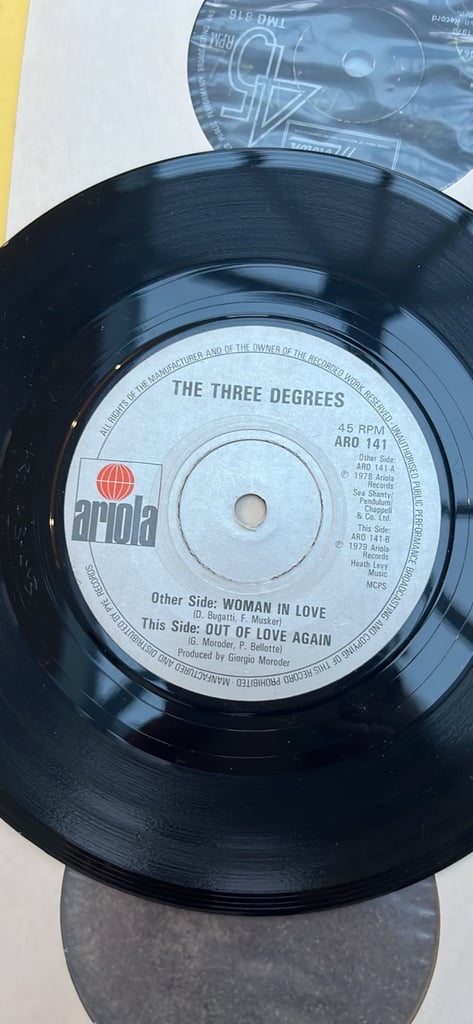 TMG 816
45
RPM
Motown
ALL RIGHTS OF THE MANUFACTURER AND OF THE OWNER OF THE RECORDED WORK RESERVED. UNAUTHORISED PUBLIC PERFORMANCE BROADCASTING AND COPYING OF THIS RECORD PROHIBITED · MANFACTURED AND DISTRIBUTED BY PYE RECORDS
THE THREE DEGREES
45 RPM
ARO 141
Other Side:
ARO 141-A
℗ 1978 Ariola
Records
Sea Shanty/
Pendulum/
Chappell
& Co. Ltd.
This Side:
ARO 141-B
℗ 1979 Ariola
Records
Heath Levy
Music
MCPS
ariola
Other Side: WOMAN IN LOVE
(D. Bugatti, F. Musker)
This Side: OUT OF LOVE AGAIN
(G. Moroder, P. Bellotte)
Produced by Giorgio Moroder